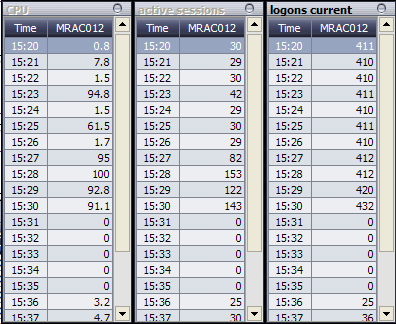 CPU active sessions logons current
Time MRAC012 Time MRAC012 Time MRAC012
15:20 0.8 15:20 30 15:20 411
15:21 7.8 15:21 29 15:21 410
15:22 1.5 15:22 30 15:22 410
15:23 94.8 15:23 42 15:23 411
15:24 1.5 15:24 29 15:24 410
15:25 61.5 15:25 30 15:25 411
15:26 1.7 15:26 29 15:26 410
15:27 95 15:27 82 15:27 412
15:28 100 15:28 153 15:28 412
15:29 92.8 15:29 122 15:29 420
15:30 91.1 15:30 143 15:30 432
15:31 0 15:31 0 15:31 0
15:32 0 15:32 0 15:32 0
15:33 0 15:33 0 15:33 0
15:34 0 15:34 0 15:34 0
15:35 0 15:35 0 15:35 0
15:36 3.2 15:36 25 15:36 25
15:37 4.7 15:37 30 15:37 36